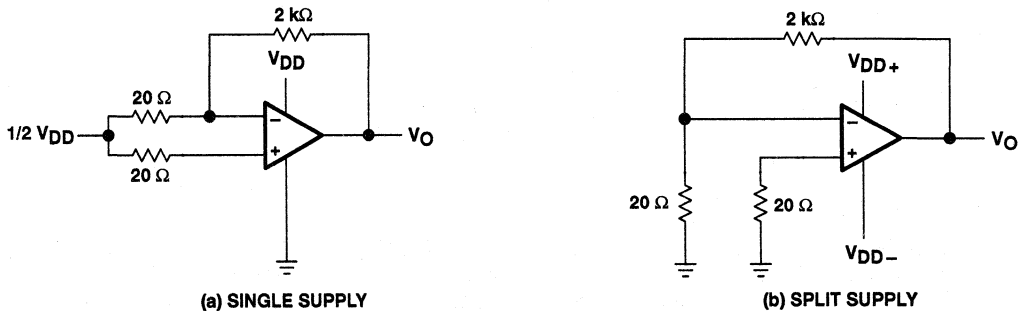 2 kΩ
VDD
20 Ω
1/2 VDD
−
+
VO
20 Ω
(a) SINGLE SUPPLY
2 kΩ
VDD+
−
+
VO
20 Ω
20 Ω
VDD−
(b) SPLIT SUPPLY